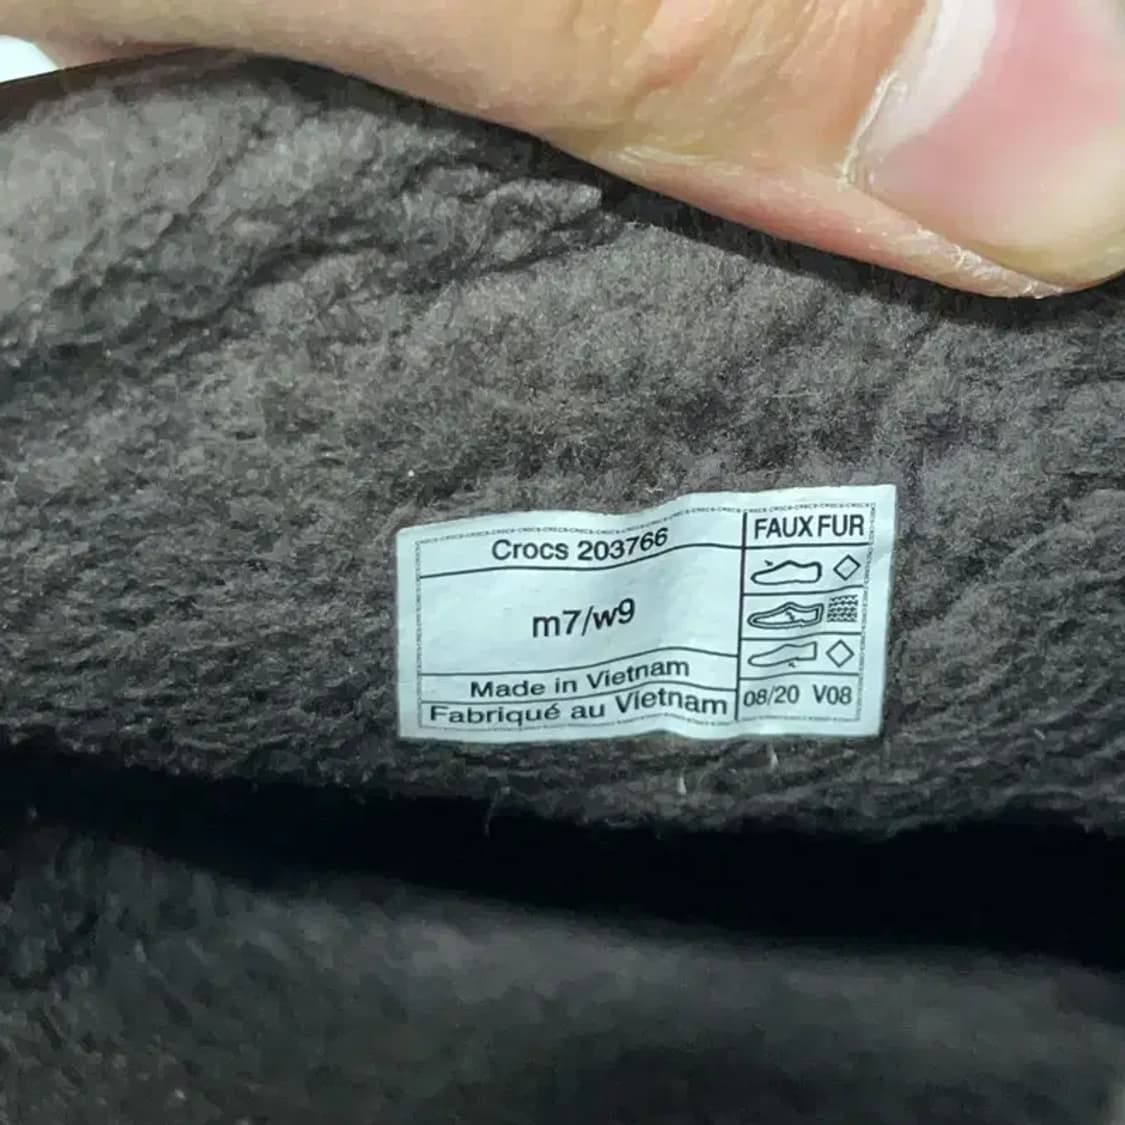 Crocs 203766
m7/w9
Made in Vietnam
Fabriqué au Vietnam
FAUX FUR
08/20 V08